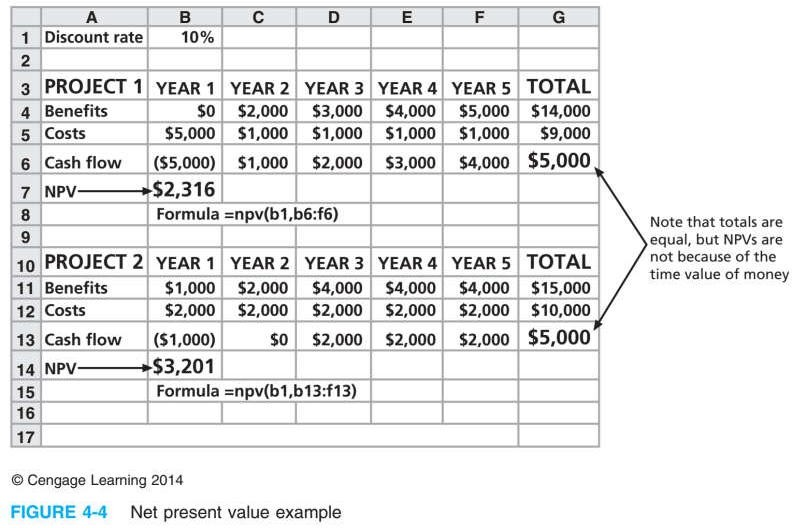 A B C D E F G
1 Discount rate 10%
2
3 PROJECT 1 YEAR 1 YEAR 2 YEAR 3 YEAR 4 YEAR 5 TOTAL
4 Benefits $0 $2,000 $3,000 $4,000 $5,000 $14,000
5 Costs $5,000 $1,000 $1,000 $1,000 $1,000 $9,000
6 Cash flow ($5,000) $1,000 $2,000 $3,000 $4,000 $5,000
7 NPV $2,316
8 Formula =npv(b1,b6:f6)
9
10 PROJECT 2 YEAR 1 YEAR 2 YEAR 3 YEAR 4 YEAR 5 TOTAL
11 Benefits $1,000 $2,000 $4,000 $4,000 $4,000 $15,000
12 Costs $2,000 $2,000 $2,000 $2,000 $2,000 $10,000
13 Cash flow ($1,000) $0 $2,000 $2,000 $2,000 $5,000
14 NPV $3,201
15 Formula =npv(b1,b13:f13)
16
17
Note that totals are
equal, but NPVs are
not because of the
time value of money
© Cengage Learning 2014
FIGURE 4-4 Net present value example